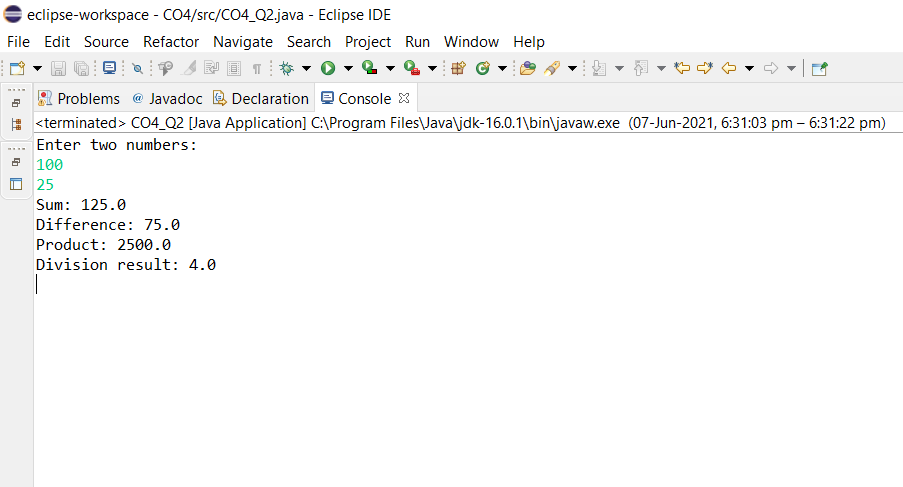 eclipse-workspace - CO4/src/CO4_Q2.java - Eclipse IDE
File Edit Source Refactor Navigate Search Project Run Window Help
Problems @ Javadoc Declaration Console
<terminated> CO4_Q2 [Java Application] C:\Program Files\Java\jdk-16.0.1\bin\javaw.exe (07-Jun-2021, 6:31:03 pm – 6:31:22 pm)
Enter two numbers:
100
25
Sum: 125.0
Difference: 75.0
Product: 2500.0
Division result: 4.0